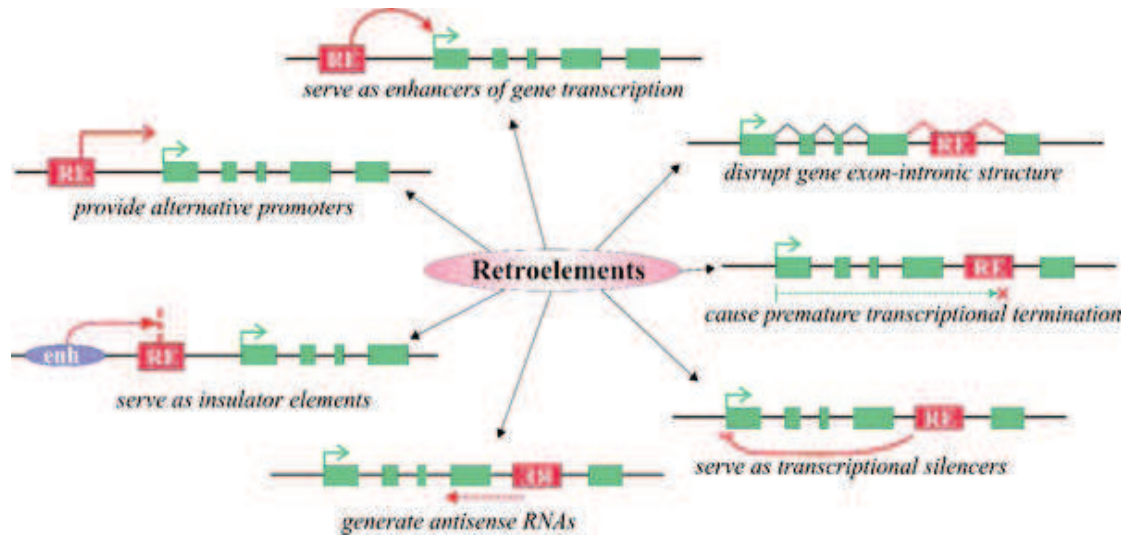 RE
serve as enhancers of gene transcription
RE
disrupt gene exon-intronic structure
RE
provide alternative promoters
Retroelements
RE
cause premature transcriptional termination
enh
RE
serve as insulator elements
RE
serve as transcriptional silencers
RE
generate antisense RNAs